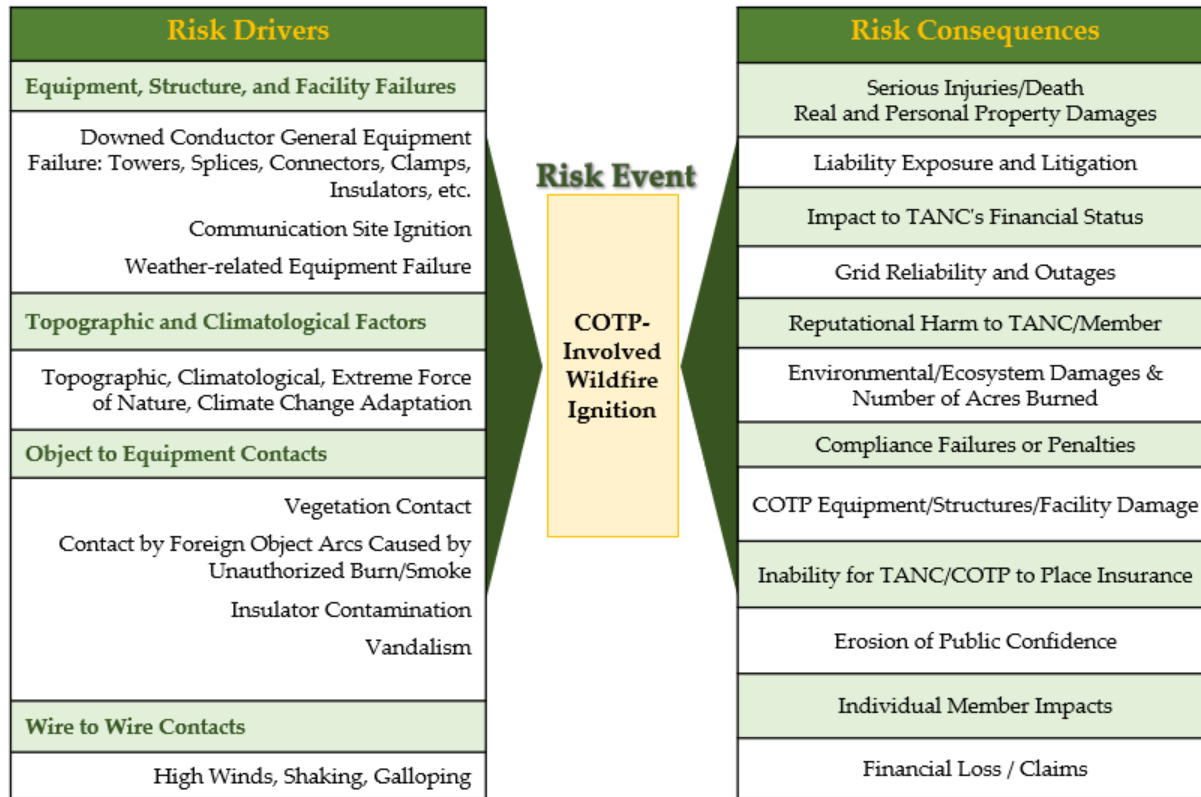 Risk Drivers
Equipment, Structure, and Facility Failures
Downed Conductor General Equipment
Failure: Towers, Splices, Connectors, Clamps,
Insulators, etc.
Communication Site Ignition
Weather-related Equipment Failure
Topographic and Climatological Factors
Topographic, Climatological, Extreme Force
of Nature, Climate Change Adaptation
Object to Equipment Contacts
Vegetation Contact
Contact by Foreign Object Arcs Caused by
Unauthorized Burn/Smoke
Insulator Contamination
Vandalism
Wire to Wire Contacts
High Winds, Shaking, Galloping
Risk Event
COTP-
Involved
Wildfire
Ignition
Risk Consequences
Serious Injuries/Death
Real and Personal Property Damages
Liability Exposure and Litigation
Impact to TANC's Financial Status
Grid Reliability and Outages
Reputational Harm to TANC/Member
Environmental/Ecosystem Damages &
Number of Acres Burned
Compliance Failures or Penalties
COTP Equipment/Structures/Facility Damage
Inability for TANC/COTP to Place Insurance
Erosion of Public Confidence
Individual Member Impacts
Financial Loss / Claims